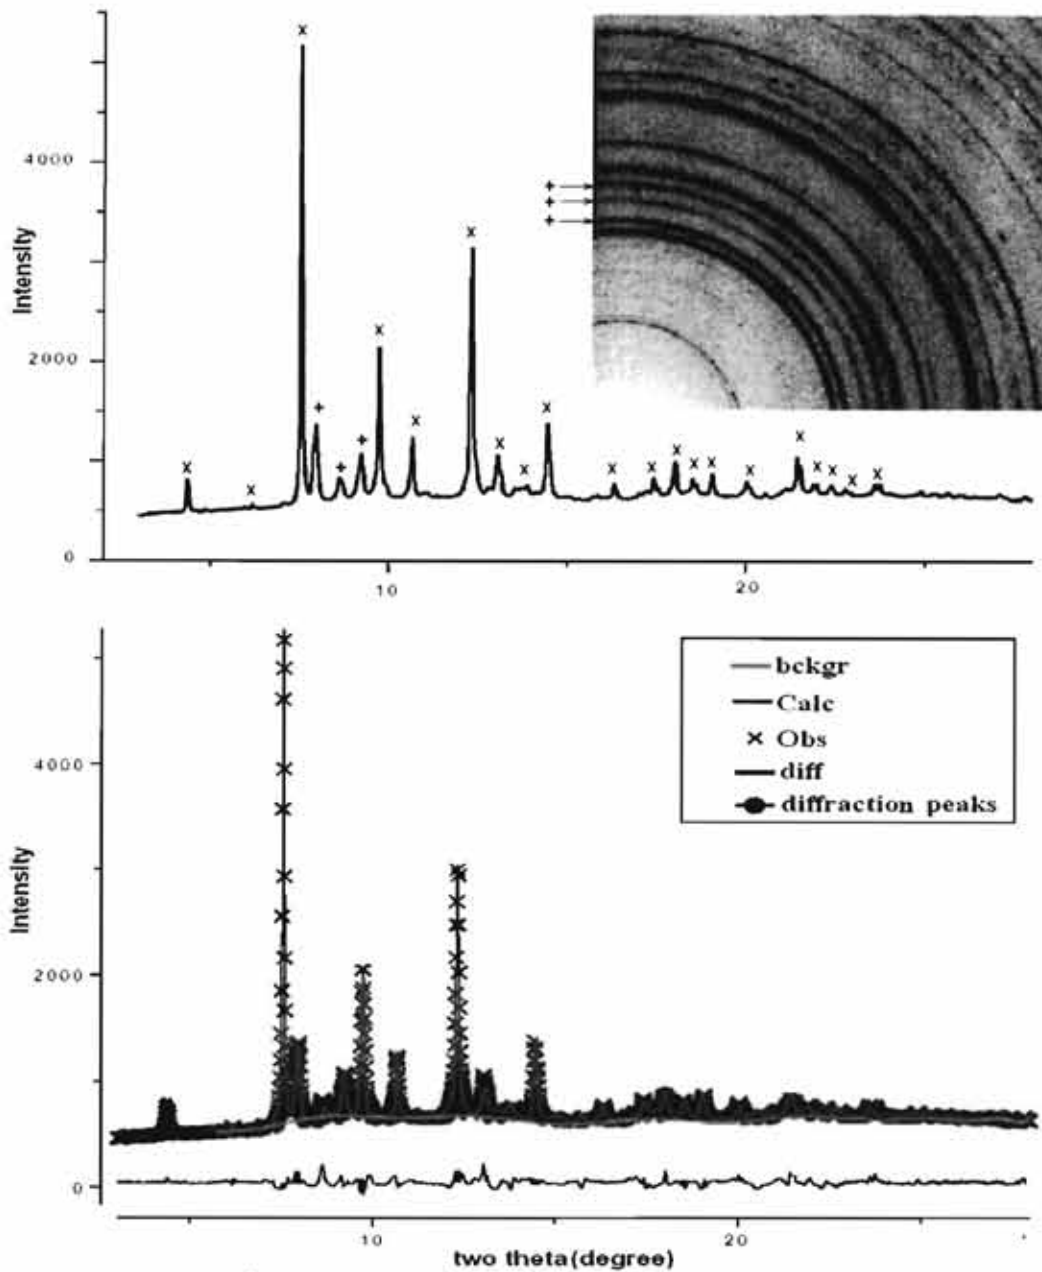 Intensity
4000
2000
0
10
20
bckgr
Calc
× Obs
diff
diffraction peaks
Intensity
4000
2000
0
10
20
two theta(degree)